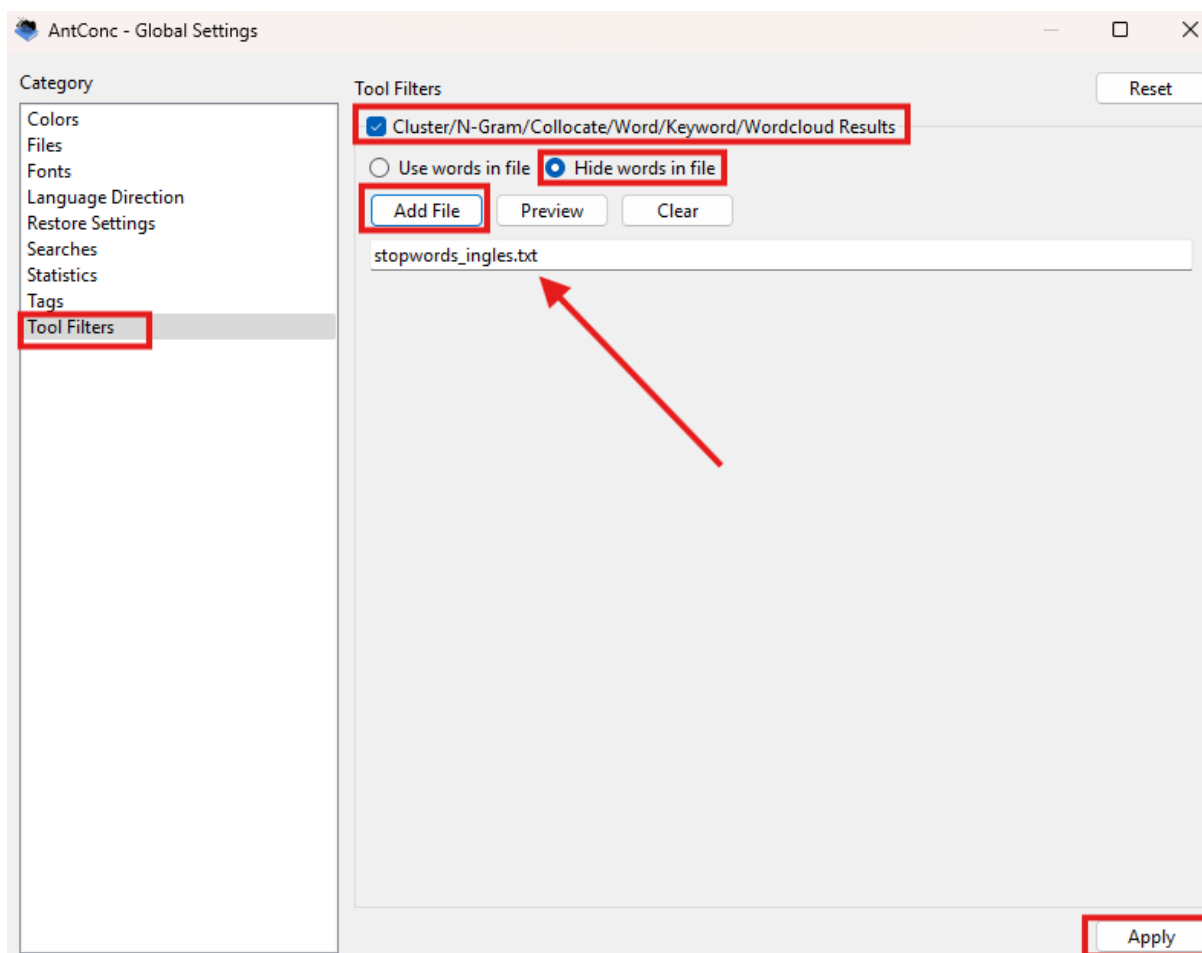 AntConc - Global Settings
Category
Colors
Files
Fonts
Language Direction
Restore Settings
Searches
Statistics
Tags
Tool Filters
Tool Filters
Reset
Cluster/N-Gram/Collocate/Word/Keyword/Wordcloud Results
Use words in file Hide words in file
Add File Preview Clear
stopwords_ingles.txt
Apply